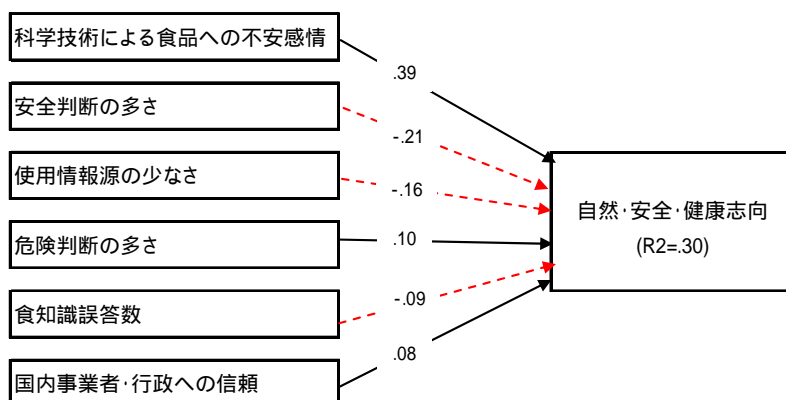 科学技術による食品への不安感情
.39
安全判断の多さ
-.21
使用情報源の少なさ
-.16
自然・安全・健康志向
(R2=.30)
危険判断の多さ
.10
食知識誤答数
-.09
国内事業者・行政への信頼
.08